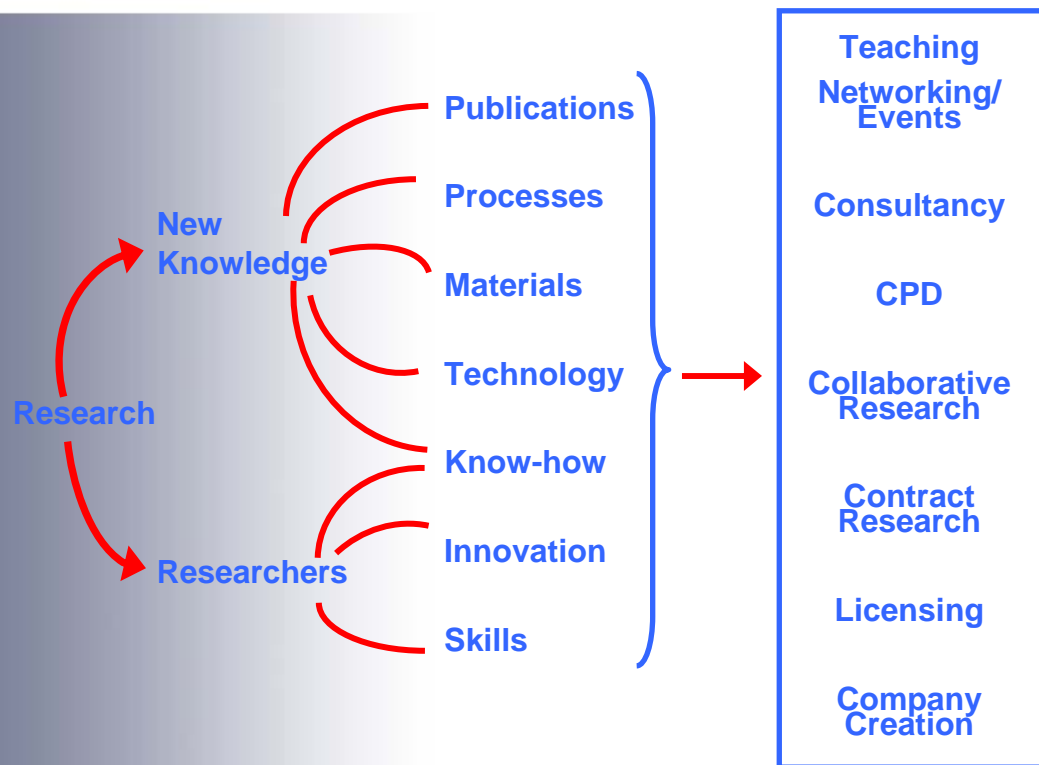 Research
New
Knowledge
Researchers
Publications
Processes
Materials
Technology
Know-how
Innovation
Skills
Teaching
Networking/
Events
Consultancy
CPD
Collaborative
Research
Contract
Research
Licensing
Company
Creation